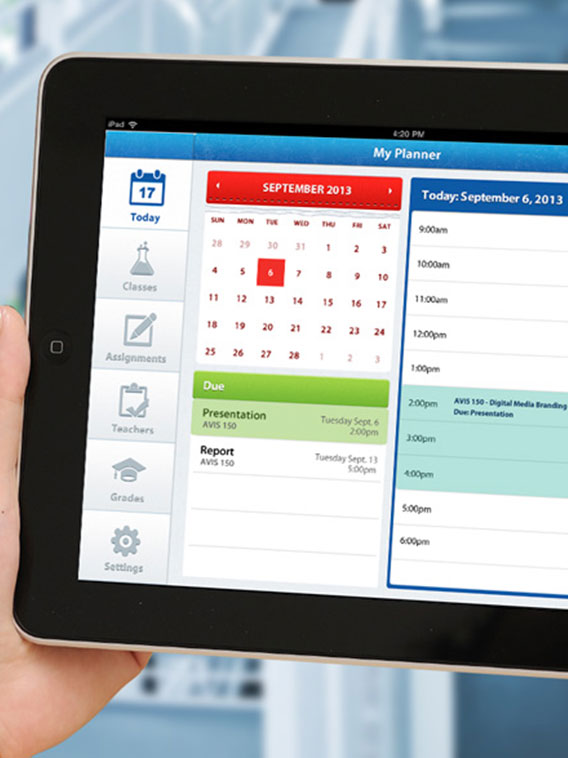 iPad
4:20 PM
My Planner
17
Today
Classes
Assignments
Teachers
Grades
Settings
SEPTEMBER 2013
SUN MON TUE WED THU FRI SAT
28 29 30 31 1 2 3
4 5 6 7 8 9 10
11 12 13 14 15 16 17
18 19 20 21 22 23 24
25 26 27 28 1 2 3
Due
Presentation
AVIS 150
Tuesday Sept. 6
2:00pm
Report
AVIS 150
Tuesday Sept. 13
5:00pm
Today: September 6, 2013
9:00am
10:00am
11:00am
12:00pm
1:00pm
2:00pm AVIS 150 - Digital Media Branding
Due: Presentation
3:00pm
4:00pm
5:00pm
6:00pm